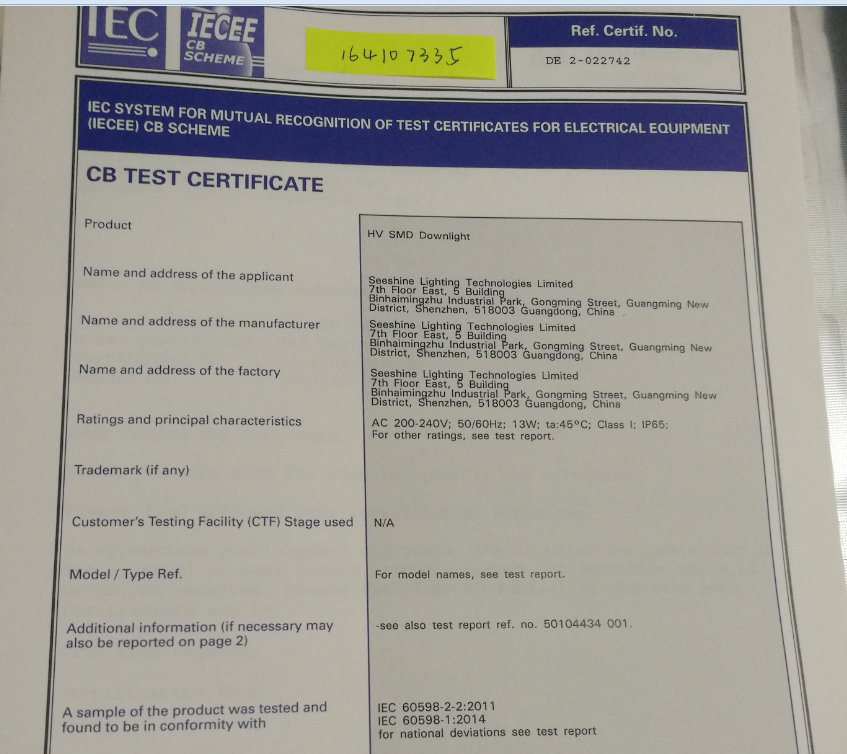 IEC
IECEE
CB
SCHEME
164107335
Ref. Certif. No.
DE 2-022742
IEC SYSTEM FOR MUTUAL RECOGNITION OF TEST CERTIFICATES FOR ELECTRICAL EQUIPMENT
(IECEE) CB SCHEME
CB TEST CERTIFICATE
Product
HV SMD Downlight
Name and address of the applicant
Seeshine Lighting Technologies Limited
7th Floor East, 5 Building
Binhaimingzhu Industrial Park, Gongming Street, Guangming New
District, Shenzhen, 518003 Guangdong, China
Name and address of the manufacturer
Seeshine Lighting Technologies Limited
7th Floor East, 5 Building
Binhaimingzhu Industrial Park, Gongming Street, Guangming New
District, Shenzhen, 518003 Guangdong, China
Name and address of the factory
Seeshine Lighting Technologies Limited
7th Floor East, 5 Building
Binhaimingzhu Industrial Park, Gongming Street, Guangming New
District, Shenzhen, 518003 Guangdong, China
Ratings and principal characteristics
AC 200-240V; 50/60Hz; 13W; ta:45°C; Class I; IP65;
For other ratings, see test report.
Trademark (if any)
Customer's Testing Facility (CTF) Stage used
N/A
Model / Type Ref.
For model names, see test report.
Additional information (if necessary may
also be reported on page 2)
-see also test report ref. no. 50104434 001.
A sample of the product was tested and
found to be in conformity with
IEC 60598-2-2:2011
IEC 60598-1:2014
for national deviations see test report